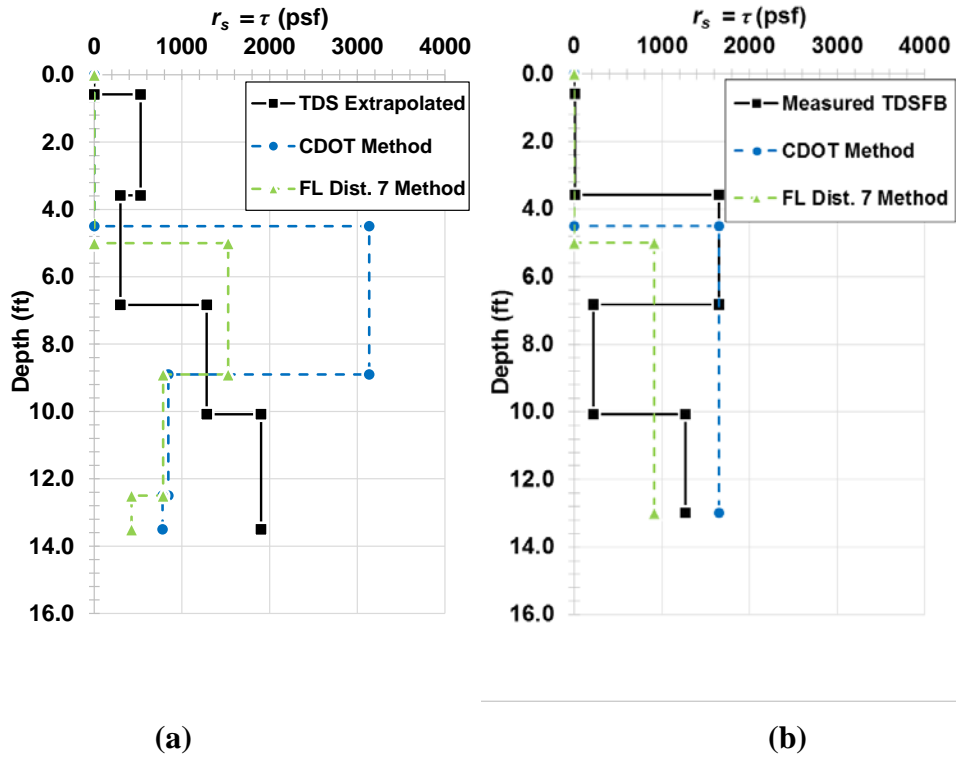 r_s = τ (psf)
0 1000 2000 3000 4000
0.0
2.0
4.0
6.0
8.0
10.0
12.0
14.0
16.0
Depth (ft)
TDS Extrapolated
CDOT Method
FL Dist. 7 Method
(a)
r_s = τ (psf)
0 1000 2000 3000 4000
0.0
2.0
4.0
6.0
8.0
10.0
12.0
14.0
16.0
Depth (ft)
Measured TDSFB
CDOT Method
FL Dist. 7 Method
(b)